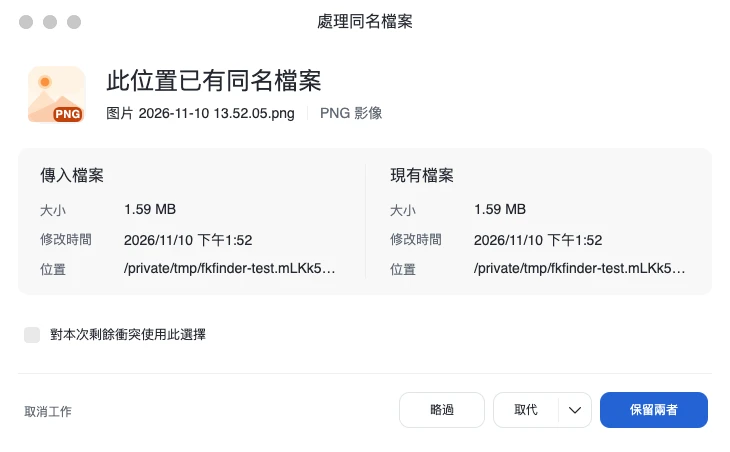 處理同名檔案
此位置已有同名檔案
PNG
图片 2026-11-10 13.52.05.png
PNG 影像
傳入檔案
大小 1.59 MB
修改時間 2026/11/10 下午1:52
位置 /private/tmp/fkfinder-test.mLKk5…
現有檔案
大小 1.59 MB
修改時間 2026/11/10 下午1:52
位置 /private/tmp/fkfinder-test.mLKk5…
對本次剩餘衝突使用此選擇
取消工作
略過
取代
保留兩者